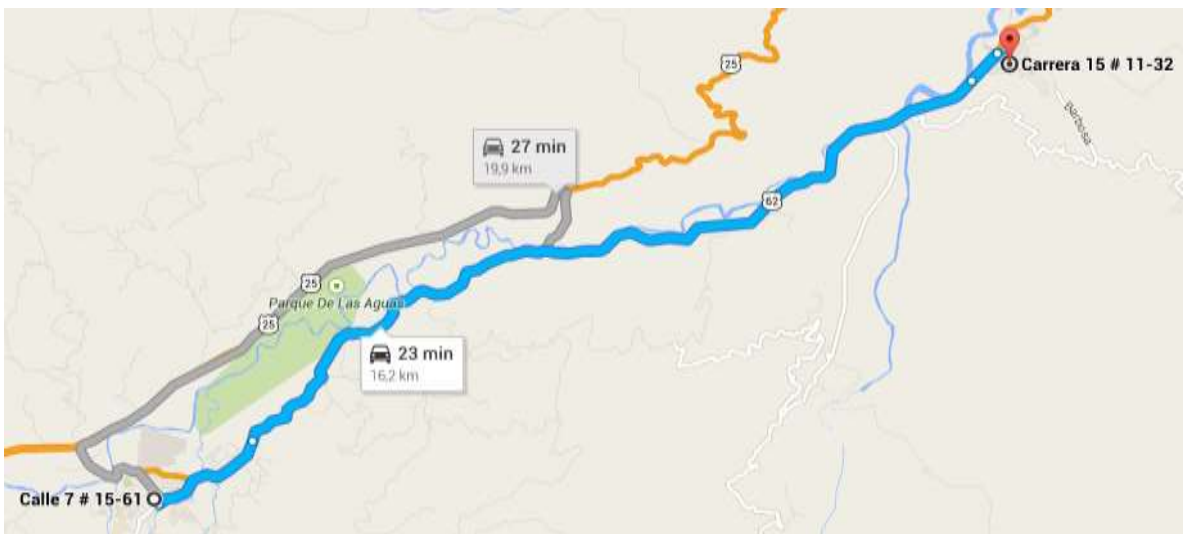 25
Carrera 15 # 11-32
Barbosa
27 min
19,9 km
62
25
Parque De Las Aguas
25
23 min
16,2 km
Calle 7 # 15-61